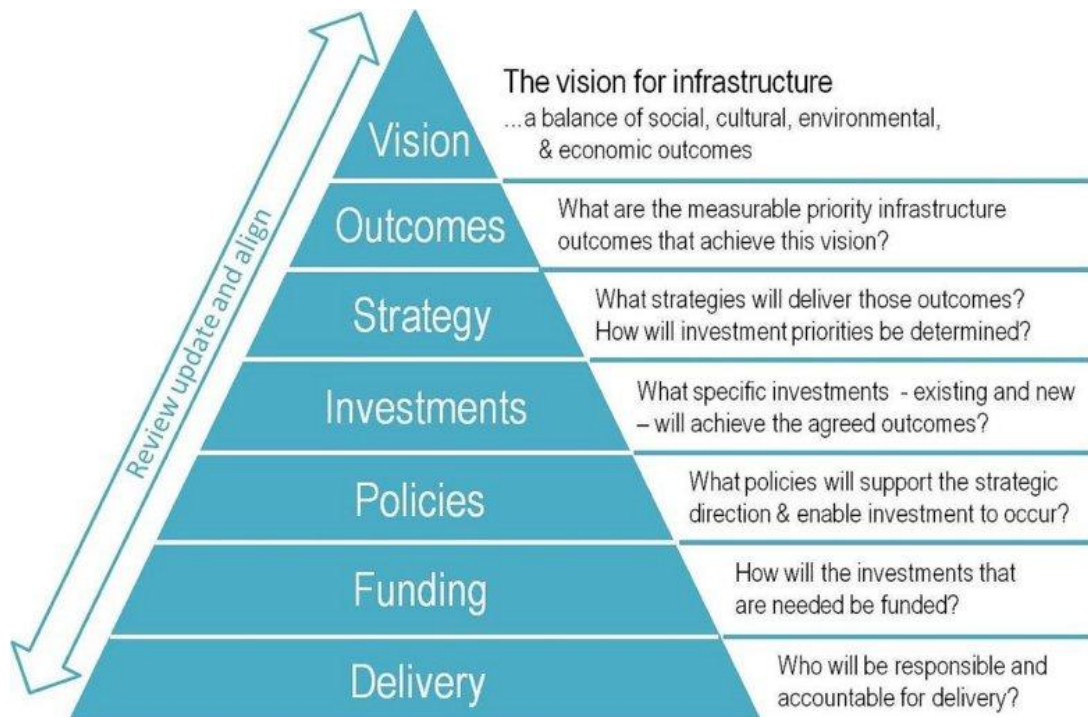 Review update and align
The vision for infrastructure
...a balance of social, cultural, environmental,
& economic outcomes
Vision
Outcomes
What are the measurable priority infrastructure
outcomes that achieve this vision?
Strategy
What strategies will deliver those outcomes?
How will investment priorities be determined?
Investments
What specific investments - existing and new
– will achieve the agreed outcomes?
Policies
What policies will support the strategic
direction & enable investment to occur?
Funding
How will the investments that
are needed be funded?
Delivery
Who will be responsible and
accountable for delivery?